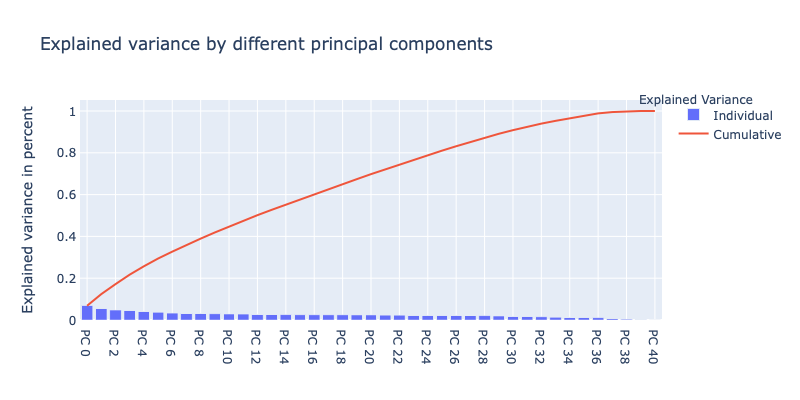 Explained variance by different principal components
Explained Variance
Individual
Cumulative
Explained variance in percent
1
0.8
0.6
0.4
0.2
0
PC 0
PC 2
PC 4
PC 6
PC 8
PC 10
PC 12
PC 14
PC 16
PC 18
PC 20
PC 22
PC 24
PC 26
PC 28
PC 30
PC 32
PC 34
PC 36
PC 38
PC 40